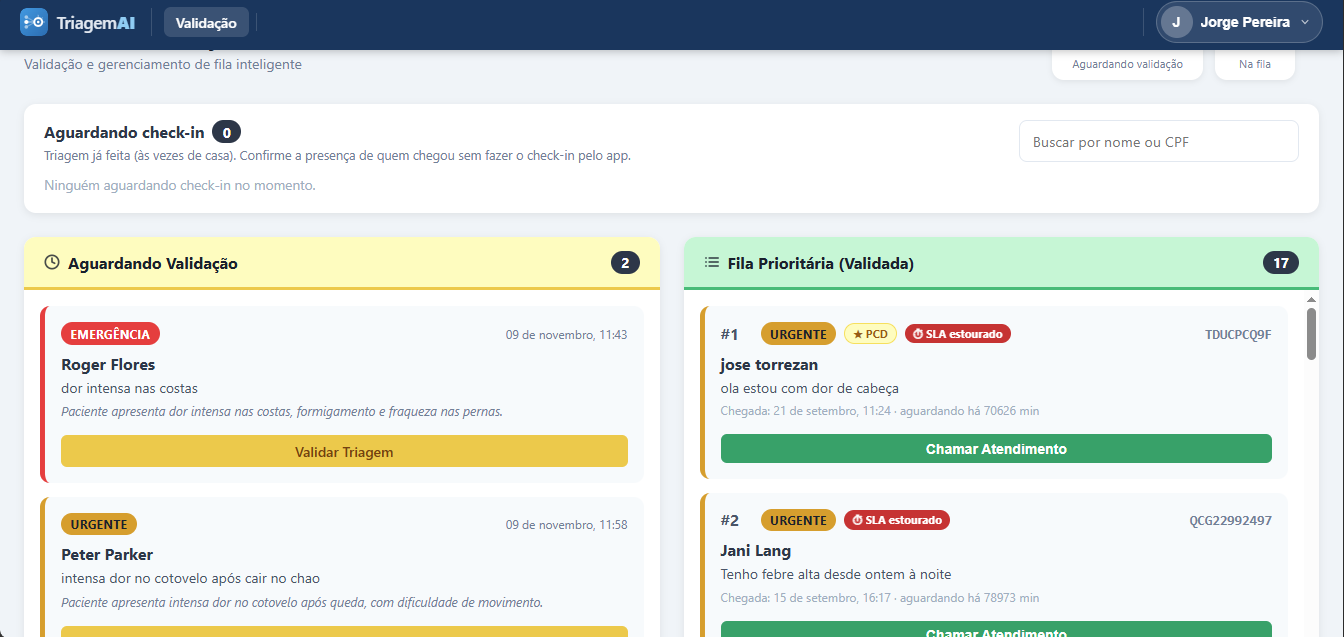 TriagemAI
Validação
J
Jorge Pereira
Validação e gerenciamento de fila inteligente
Aguardando validação
Na fila
Aguardando check-in 0
Triagem já feita (às vezes de casa). Confirme a presença de quem chegou sem fazer o check-in pelo app.
Ninguém aguardando check-in no momento.
Buscar por nome ou CPF
Aguardando Validação
2
EMERGÊNCIA
09 de novembro, 11:43
Roger Flores
dor intensa nas costas
Paciente apresenta dor intensa nas costas, formigamento e fraqueza nas pernas.
Validar Triagem
URGENTE
09 de novembro, 11:58
Peter Parker
intensa dor no cotovelo após cair no chao
Paciente apresenta intensa dor no cotovelo após queda, com dificuldade de movimento.
Fila Prioritária (Validada)
17
#1 URGENTE ★ PCD SLA estourado
TDUCPCQ9F
jose torrezan
ola estou com dor de cabeça
Chegada: 21 de setembro, 11:24 · aguardando há 70626 min
Chamar Atendimento
#2 URGENTE SLA estourado
QCG22992497
Jani Lang
Tenho febre alta desde ontem à noite
Chegada: 15 de setembro, 16:17 · aguardando há 78973 min
Chamar Atendimento